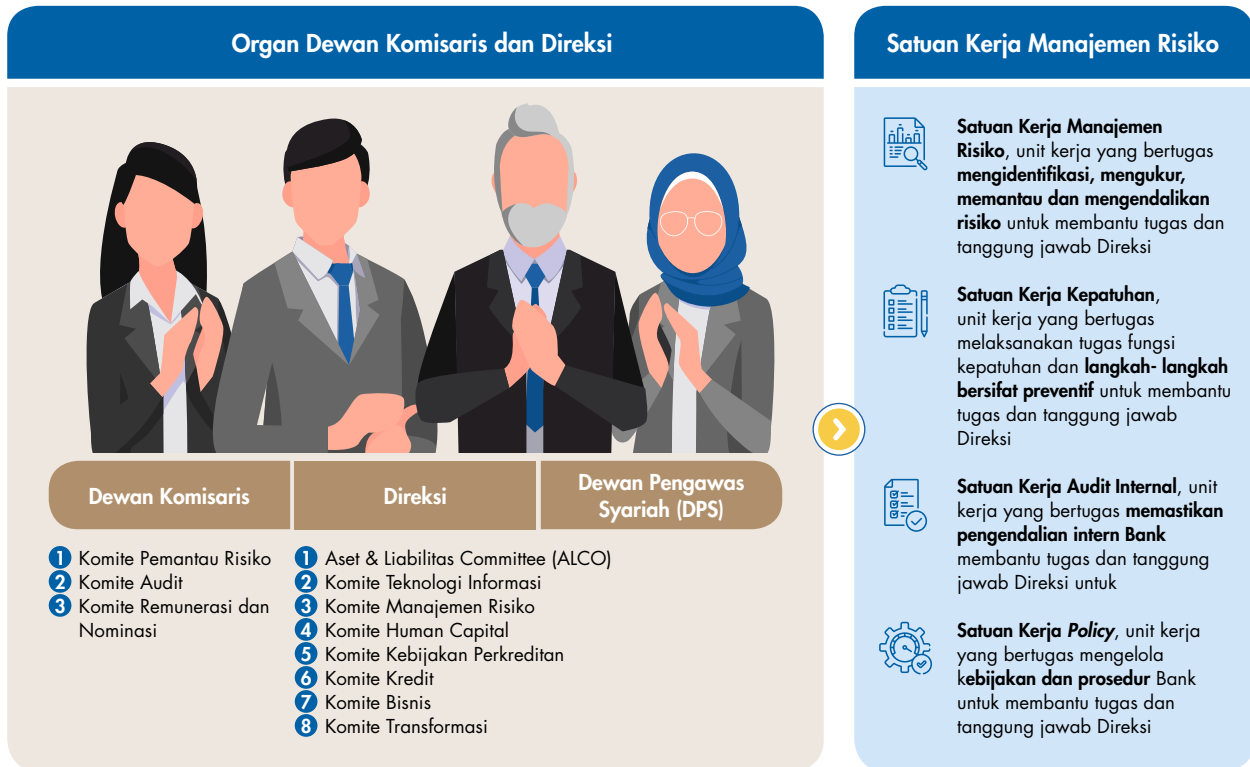 Organ Dewan Komisaris dan Direksi
Dewan Komisaris
Direksi
Dewan Pengawas
Syariah (DPS)
1 Komite Pemantau Risiko
2 Komite Audit
3 Komite Remunerasi dan
Nominasi
1 Aset & Liabilitas Committee (ALCO)
2 Komite Teknologi Informasi
3 Komite Manajemen Risiko
4 Komite Human Capital
5 Komite Kebijakan Perkreditan
6 Komite Kredit
7 Komite Bisnis
8 Komite Transformasi
Satuan Kerja Manajemen Risiko
Satuan Kerja Manajemen
Risiko, unit kerja yang bertugas
mengidentifikasi, mengukur,
memantau dan mengendalikan
risiko untuk membantu tugas dan
tanggung jawab Direksi
Satuan Kerja Kepatuhan,
unit kerja yang bertugas
melaksanakan tugas fungsi
kepatuhan dan langkah- langkah
bersifat preventif untuk membantu
tugas dan tanggung jawab
Direksi
Satuan Kerja Audit Internal, unit
kerja yang bertugas memastikan
pengendalian intern Bank
membantu tugas dan tanggung
jawab Direksi untuk
Satuan Kerja Policy, unit kerja
yang bertugas mengelola
kebijakan dan prosedur Bank
untuk membantu tugas dan
tanggung jawab Direksi